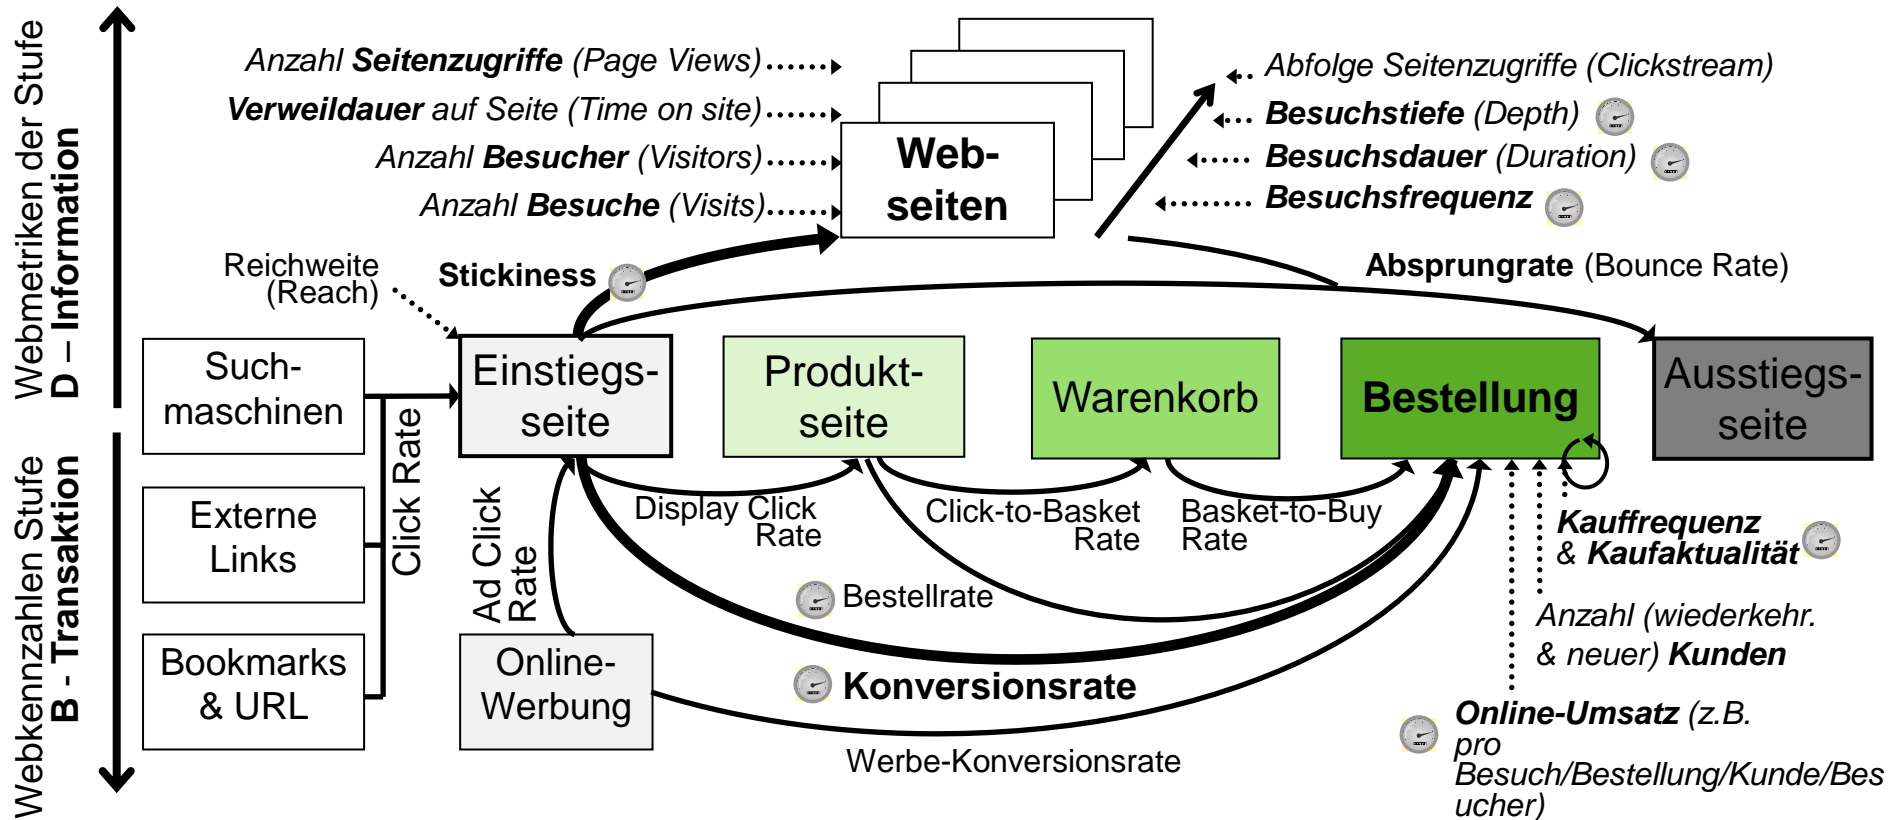 Webmetriken der Stufe
D – Information
Webkennzahlen Stufe
B - Transaktion
Anzahl Seitenzugriffe (Page Views)
Verweildauer auf Seite (Time on site)
Anzahl Besucher (Visitors)
Anzahl Besuche (Visits)
Web-
seiten
Abfolge Seitenzugriffe (Clickstream)
Besuchstiefe (Depth)
Besuchsdauer (Duration)
Besuchsfrequenz
Reichweite
(Reach)
Stickiness
Absprungrate (Bounce Rate)
Such-
maschinen
Externe
Links
Bookmarks
& URL
Click Rate
Einstiegs-
seite
Produkt-
seite
Warenkorb
Bestellung
Ausstiegs-
seite
Ad Click
Rate
Display Click
Rate
Click-to-Basket
Rate
Basket-to-Buy
Rate
Kauffrequenz
& Kaufaktualität
Bestellrate
Anzahl (wiederkehr.
& neuer) Kunden
Online-
Werbung
Konversionsrate
Werbe-Konversionsrate
Online-Umsatz (z.B.
pro
Besuch/Bestellung/Kunde/Bes
ucher)